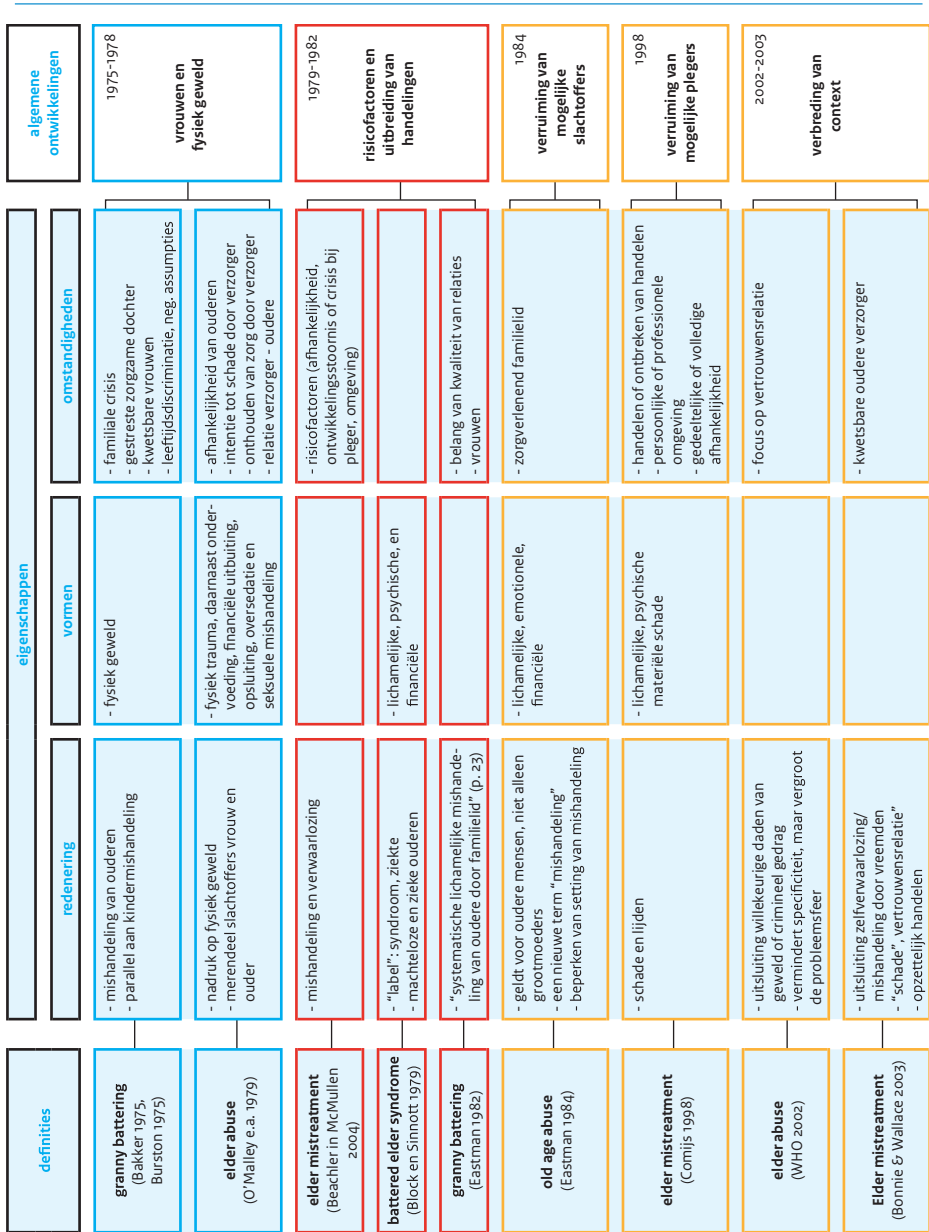 definities
eigenschappen
algemene
ontwikkelingen
redenering
vormen
omstandigheden
granny battering
(Bakker 1975,
Burston 1975)
- mishandeling van ouderen
- parallel aan kindermishandeling
- fysiek geweld
- familiale crisis
- gestreste zorgzame dochter
- kwetsbare vrouwen
- leeftijdsdiscriminatie, neg. assumpties
1975-1978
vrouwen en
fysiek geweld
elder abuse
(O’Malley e.a. 1979)
- nadruk op fysiek geweld
- merendeel slachtoffers vrouw en
ouder
- fysiek trauma, daarnaast onder-
voeding, financiële uitbuiting,
opsluiting, oversedatie en
seksuele mishandeling
- afhankelijkheid van ouderen
- intentie tot schade door verzorger
- onthouden van zorg door verzorger
- relatie verzorger - oudere
elder mistreatment
(Beachler in McMullen
2004)
- mishandeling en verwaarlozing
- risicofactoren (afhankelijkheid,
ontwikkelingsstoornis of crisis bij
pleger, omgeving)
1979-1982
risicofactoren en
uitbreiding van
handelingen
battered elder syndrome
(Block en Sinnott 1979)
- “label”: syndroom, ziekte
- machteloze en zieke ouderen
- lichamelijke, psychische, en
financiële
granny battering
(Eastman 1982)
- “systematische lichamelijke mishande-
ling van oudere door familielid” (p. 23)
- belang van kwaliteit van relaties
- vrouwen
old age abuse
(Eastman 1984)
- geldt voor oudere mensen, niet alleen
grootmoeders
- een nieuwe term “mishandeling”
- beperken van setting van mishandeling
- lichamelijke, emotionele,
financiële
- zorgverlenend familielid
1984
verruiming van
mogelijke
slachtoffers
elder mistreatment
(Comijs 1998)
- schade en lijden
- lichamelijke, psychische
materiële schade
- handelen of ontbreken van handelen
- persoonlijke of professionele
omgeving
- gedeeltelijke of volledige
afhankelijkheid
1998
verruiming van
mogelijke plegers
elder abuse
(WHO 2002)
- uitsluiting willekeurige daden van
geweld of crimineel gedrag
- vermindert specificiteit, maar vergroot
de probleemsfeer
- focus op vertrouwensrelatie
2002-2003
verbreding van
context
Elder mistreatment
(Bonnie & Wallace 2003)
- uitsluiting zelfverwaarlozing/
mishandeling door vreemden
- “schade”, vertrouwensrelatie”
- opzettelijk handelen
- kwetsbare oudere verzorger